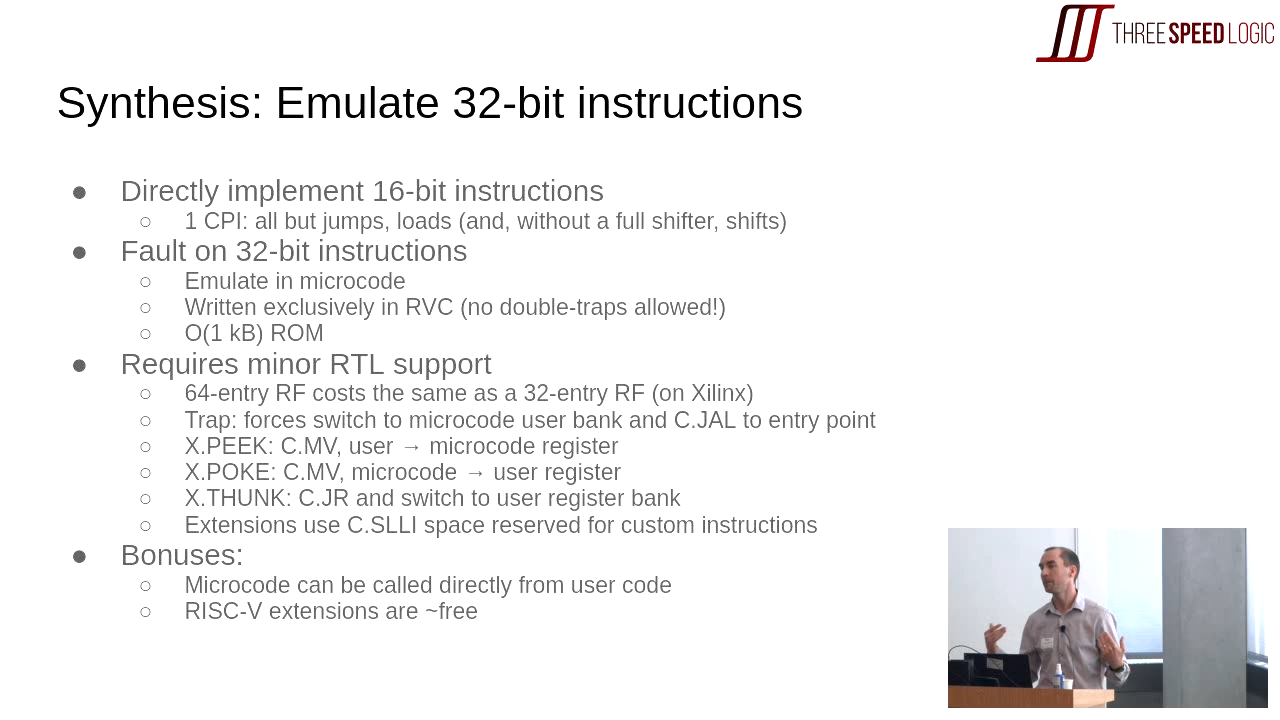 THREE SPEED LOGIC
Synthesis: Emulate 32-bit instructions
● Directly implement 16-bit instructions
○ 1 CPI: all but jumps, loads (and, without a full shifter, shifts)
● Fault on 32-bit instructions
○ Emulate in microcode
○ Written exclusively in RVC (no double-traps allowed!)
○ O(1 kB) ROM
● Requires minor RTL support
○ 64-entry RF costs the same as a 32-entry RF (on Xilinx)
○ Trap: forces switch to microcode user bank and C.JAL to entry point
○ X.PEEK: C.MV, user → microcode register
○ X.POKE: C.MV, microcode → user register
○ X.THUNK: C.JR and switch to user register bank
○ Extensions use C.SLLI space reserved for custom instructions
● Bonuses:
○ Microcode can be called directly from user code
○ RISC-V extensions are ~free